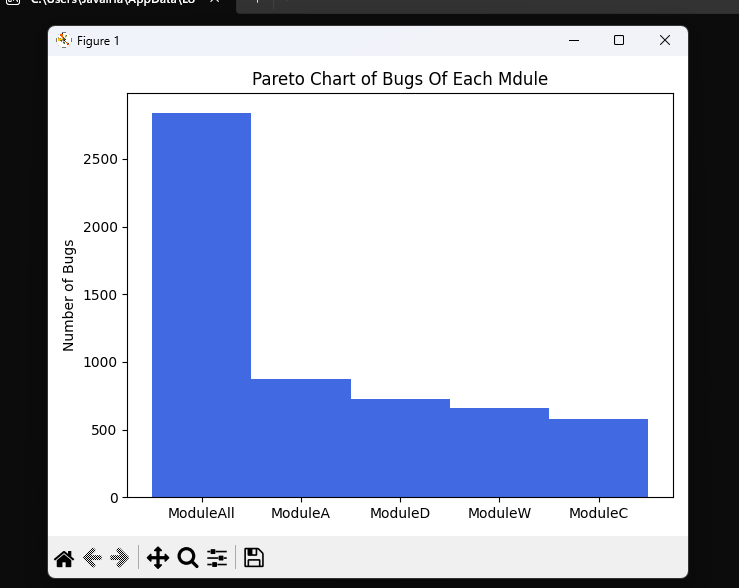 Figure 1
Pareto Chart of Bugs Of Each Mdule
Number of Bugs
2500
2000
1500
1000
500
0
ModuleAll ModuleA ModuleD ModuleW ModuleC